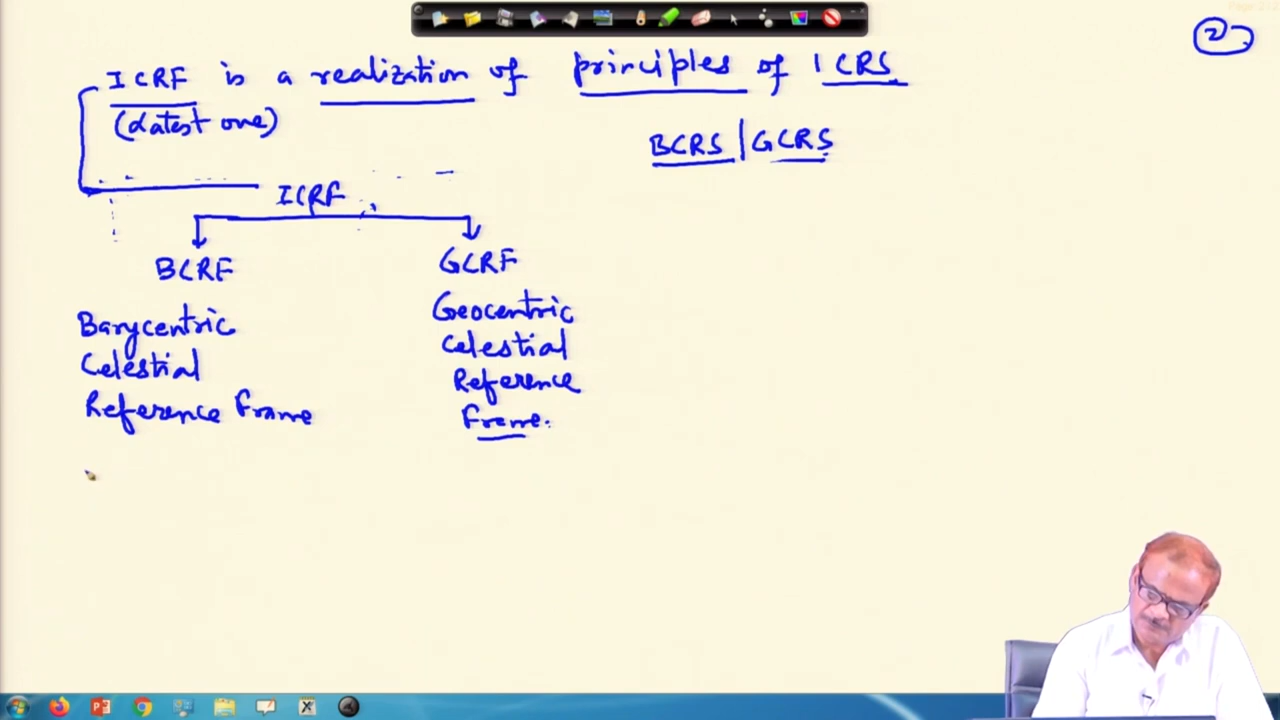 ②
ICRF is a realization of principles of ICRS
(Latest one)
BCRS | GCRS
ICRF
BCRF
GCRF
Barycentric
Celestial
Reference Frame
Geocentric
Celestial
Reference
Frame.